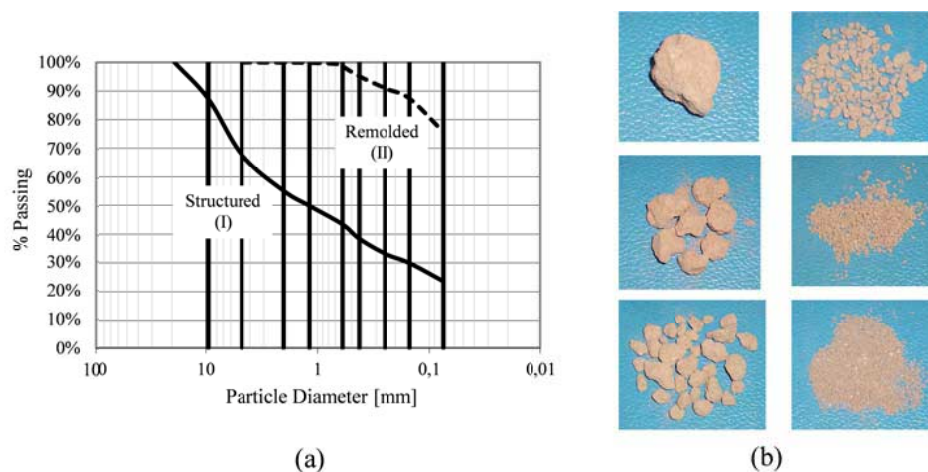 100%
90%
80%
70%
60%
50%
40%
30%
20%
10%
0%
% Passing
Structured
(I)
Remolded
(II)
100
10
1
0,1
0,01
Particle Diameter [mm]
(a)
(b)